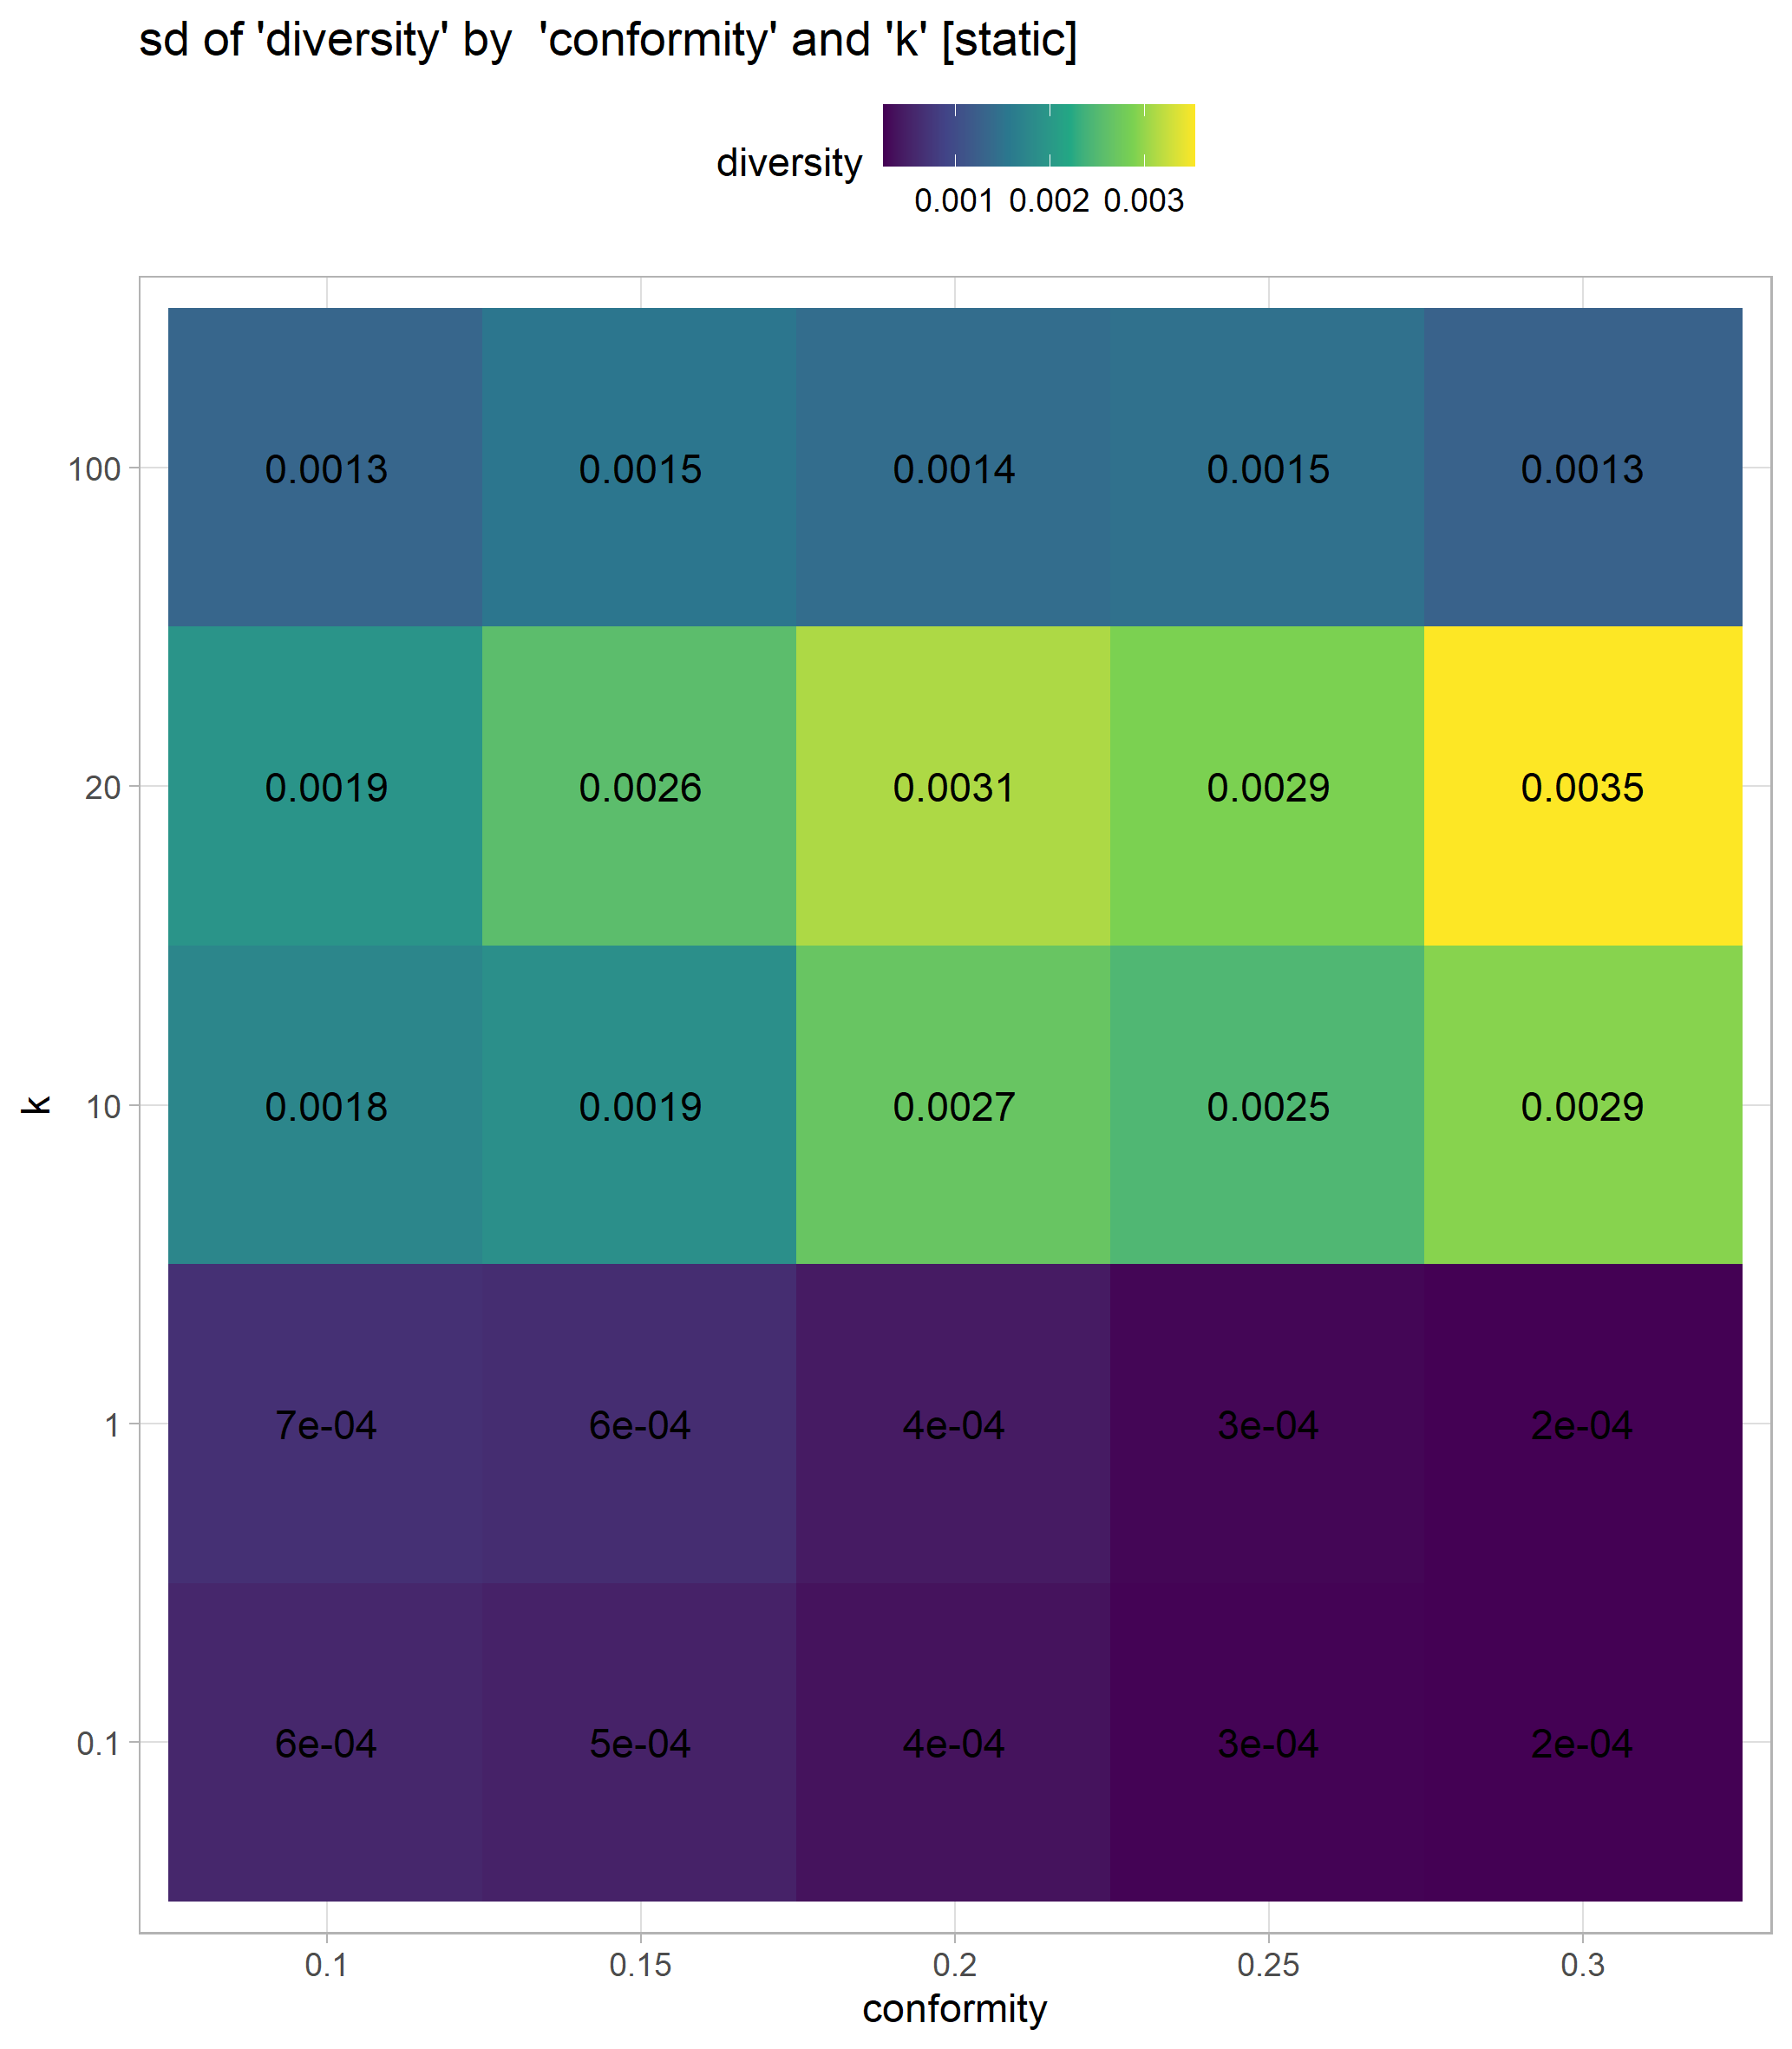 sd of 'diversity' by  'conformity' and 'k' [static]
diversity
0.001 0.002 0.003
100 0.0013 0.0015 0.0014 0.0015 0.0013
20 0.0019 0.0026 0.0031 0.0029 0.0035
k
10 0.0018 0.0019 0.0027 0.0025 0.0029
1 7e-04 6e-04 4e-04 3e-04 2e-04
0.1 6e-04 5e-04 4e-04 3e-04 2e-04
0.1 0.15 0.2 0.25 0.3
conformity